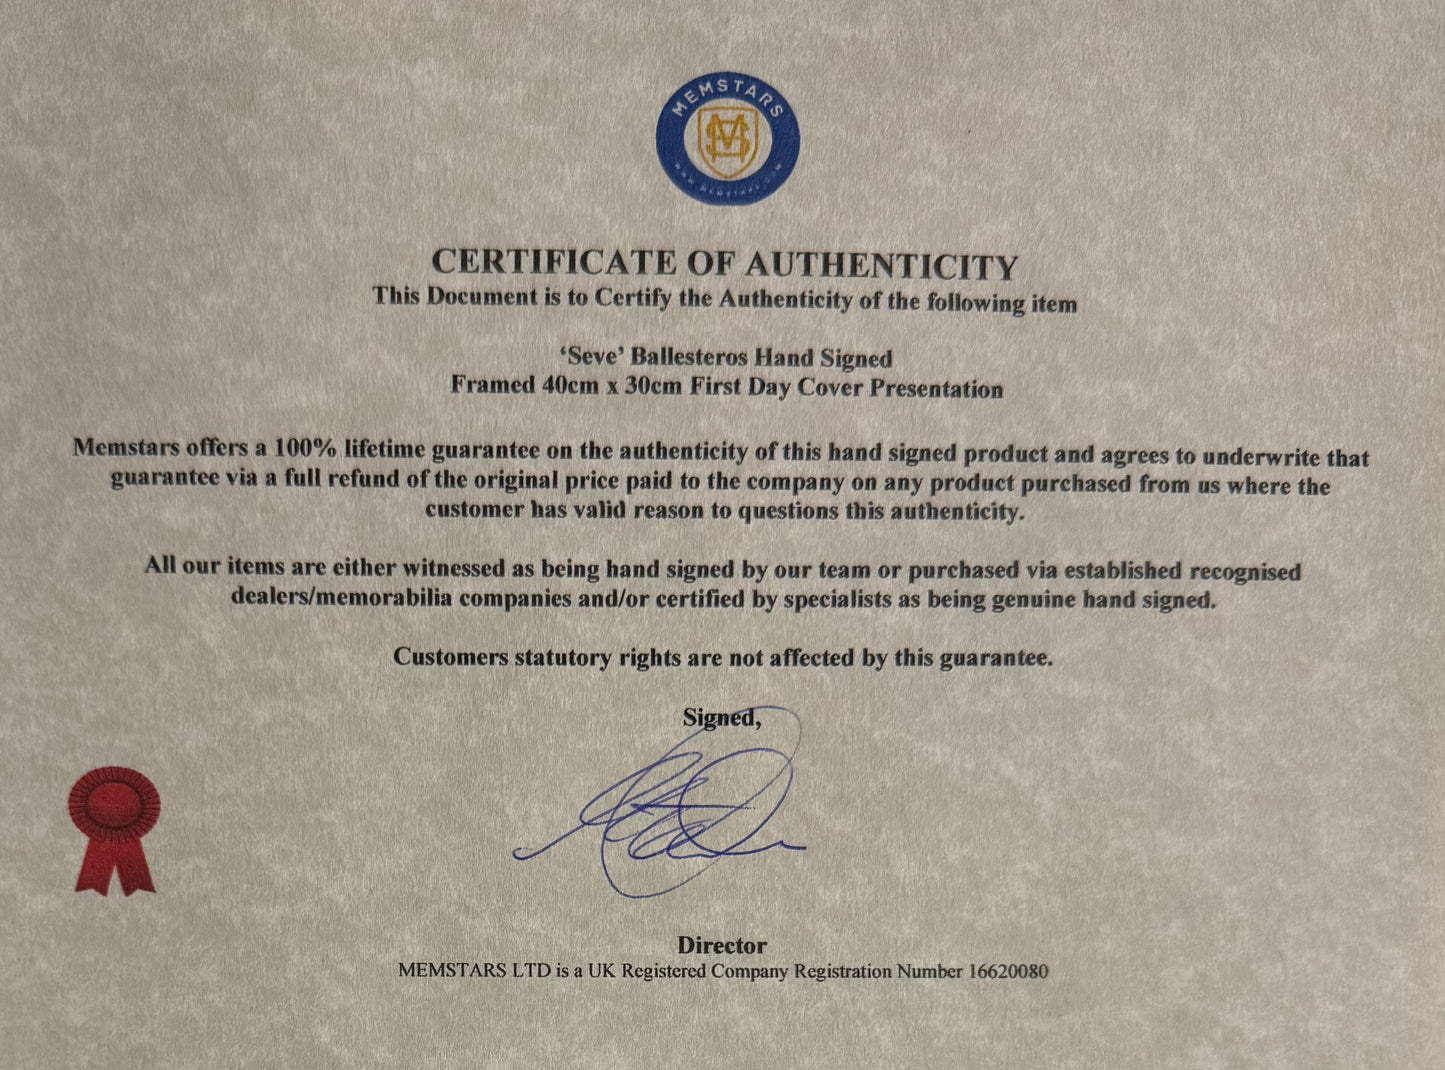 MEMSTARS
MS
WWW.MEMSTARS.COM
CERTIFICATE OF AUTHENTICITY
This Document is to Certify the Authenticity of the following item
‘Seve’ Ballesteros Hand Signed
Framed 40cm x 30cm First Day Cover Presentation
Memstars offers a 100% lifetime guarantee on the authenticity of this hand signed product and agrees to underwrite that
guarantee via a full refund of the original price paid to the company on any product purchased from us where the
customer has valid reason to questions this authenticity.
All our items are either witnessed as being hand signed by our team or purchased via established recognised
dealers/memorabilia companies and/or certified by specialists as being genuine hand signed.
Customers statutory rights are not affected by this guarantee.
Signed,
Director
MEMSTARS LTD is a UK Registered Company Registration Number 16620080